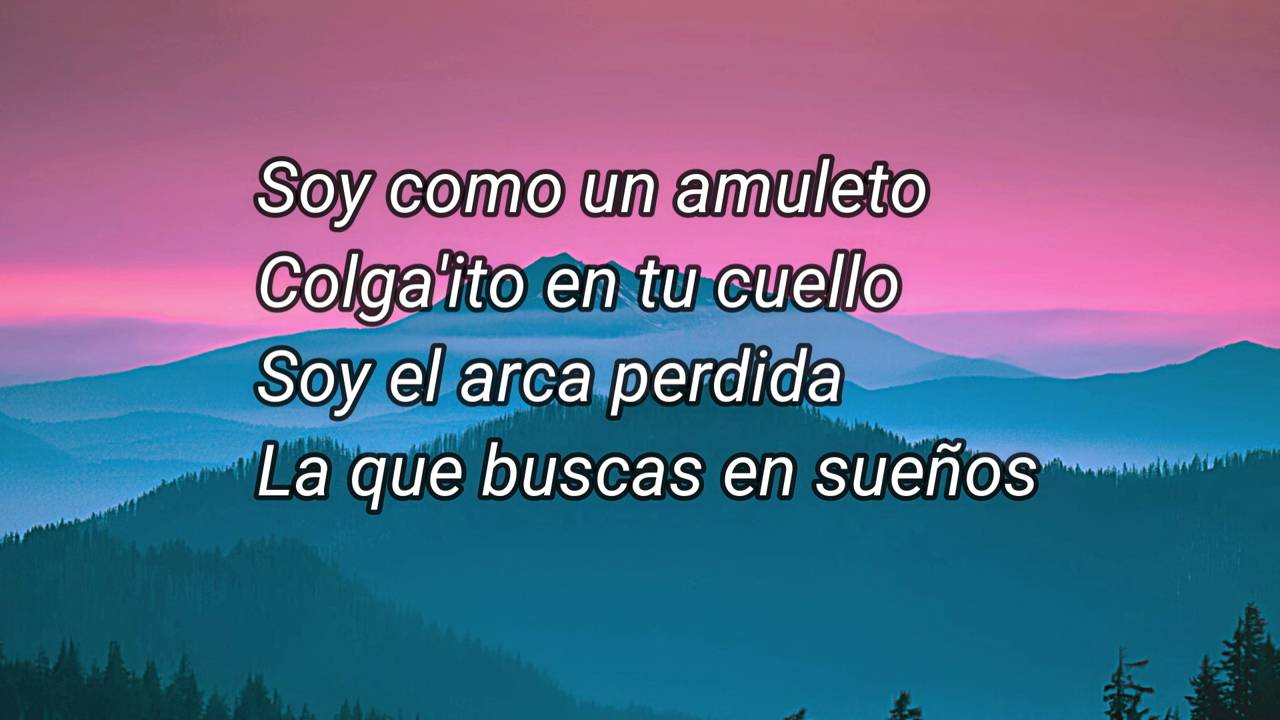 Soy como un amuleto
Colga'ito en tu cuello
Soy el arca perdida
La que buscas en sueños